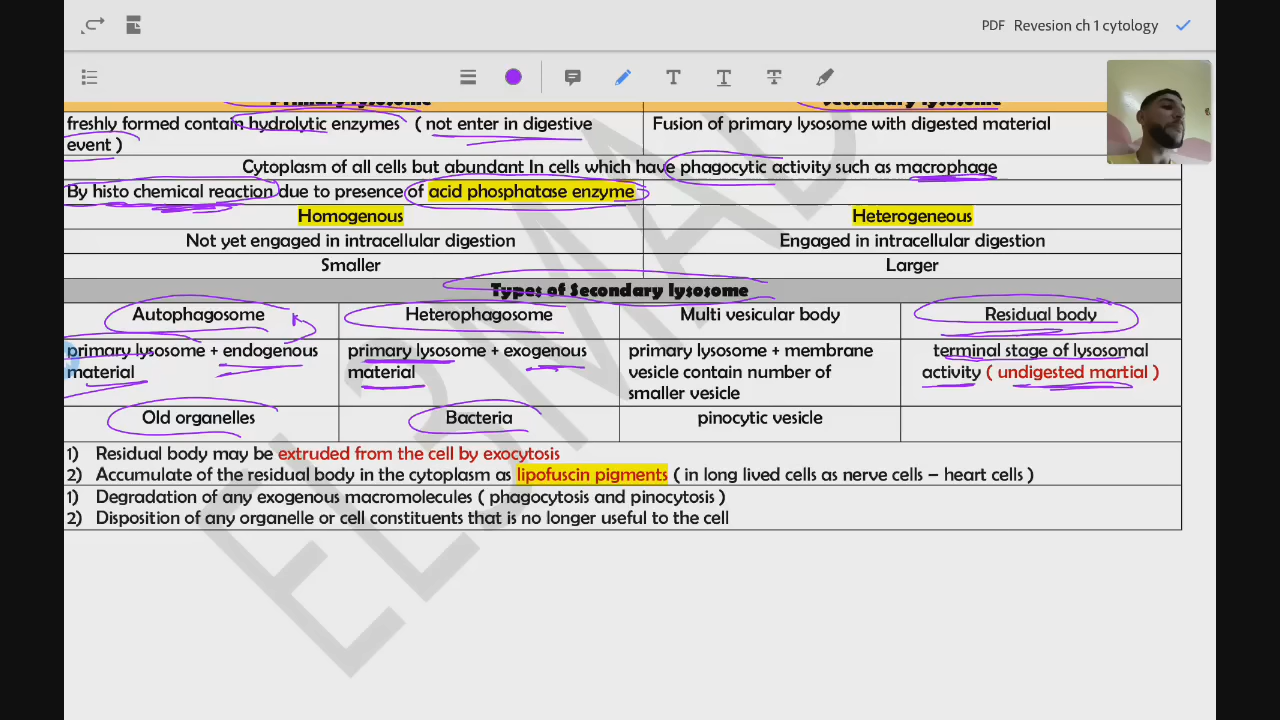 PDF Revesion ch 1 cytology
Primary lysosome
Secondary lysosome
freshly formed contain hydrolytic enzymes ( not enter in digestive
event )
Fusion of primary lysosome with digested material
Cytoplasm of all cells but abundant In cells which have phagocytic activity such as macrophage
By histo chemical reaction due to presence of acid phosphatase enzyme
Homogenous
Heterogeneous
Not yet engaged in intracellular digestion
Engaged in intracellular digestion
Smaller
Larger
Types of Secondary lysosome
Autophagosome
Heterophagosome
Multi vesicular body
Residual body
primary lysosome + endogenous
material
primary lysosome + exogenous
material
primary lysosome + membrane
vesicle contain number of
smaller vesicle
terminal stage of lysosomal
activity ( undigested martial )
Old organelles
Bacteria
pinocytic vesicle
1) Residual body may be extruded from the cell by exocytosis
2) Accumulate of the residual body in the cytoplasm as lipofuscin pigments ( in long lived cells as nerve cells – heart cells )
1) Degradation of any exogenous macromolecules ( phagocytosis and pinocytosis )
2) Disposition of any organelle or cell constituents that is no longer useful to the cell